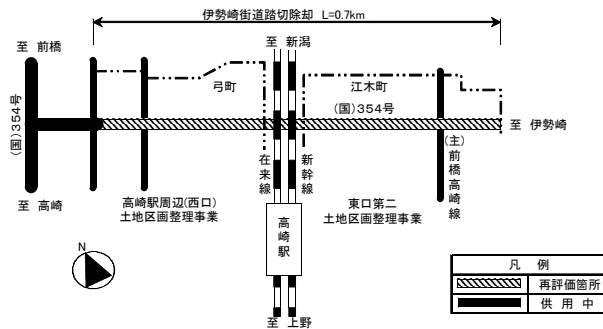 伊勢崎街道踏切除却 L=0.7km
至 前橋
至 新潟
弓町
江木町
(国)354号
(国)354号
至 伊勢崎
在来線
新幹線
(主)前橋高崎線
至 高崎
高崎駅周辺(西口)
土地区画整理事業
東口第二
土地区画整理事業
高崎駅
N
至 上野
凡 例
再評価箇所
供 用 中